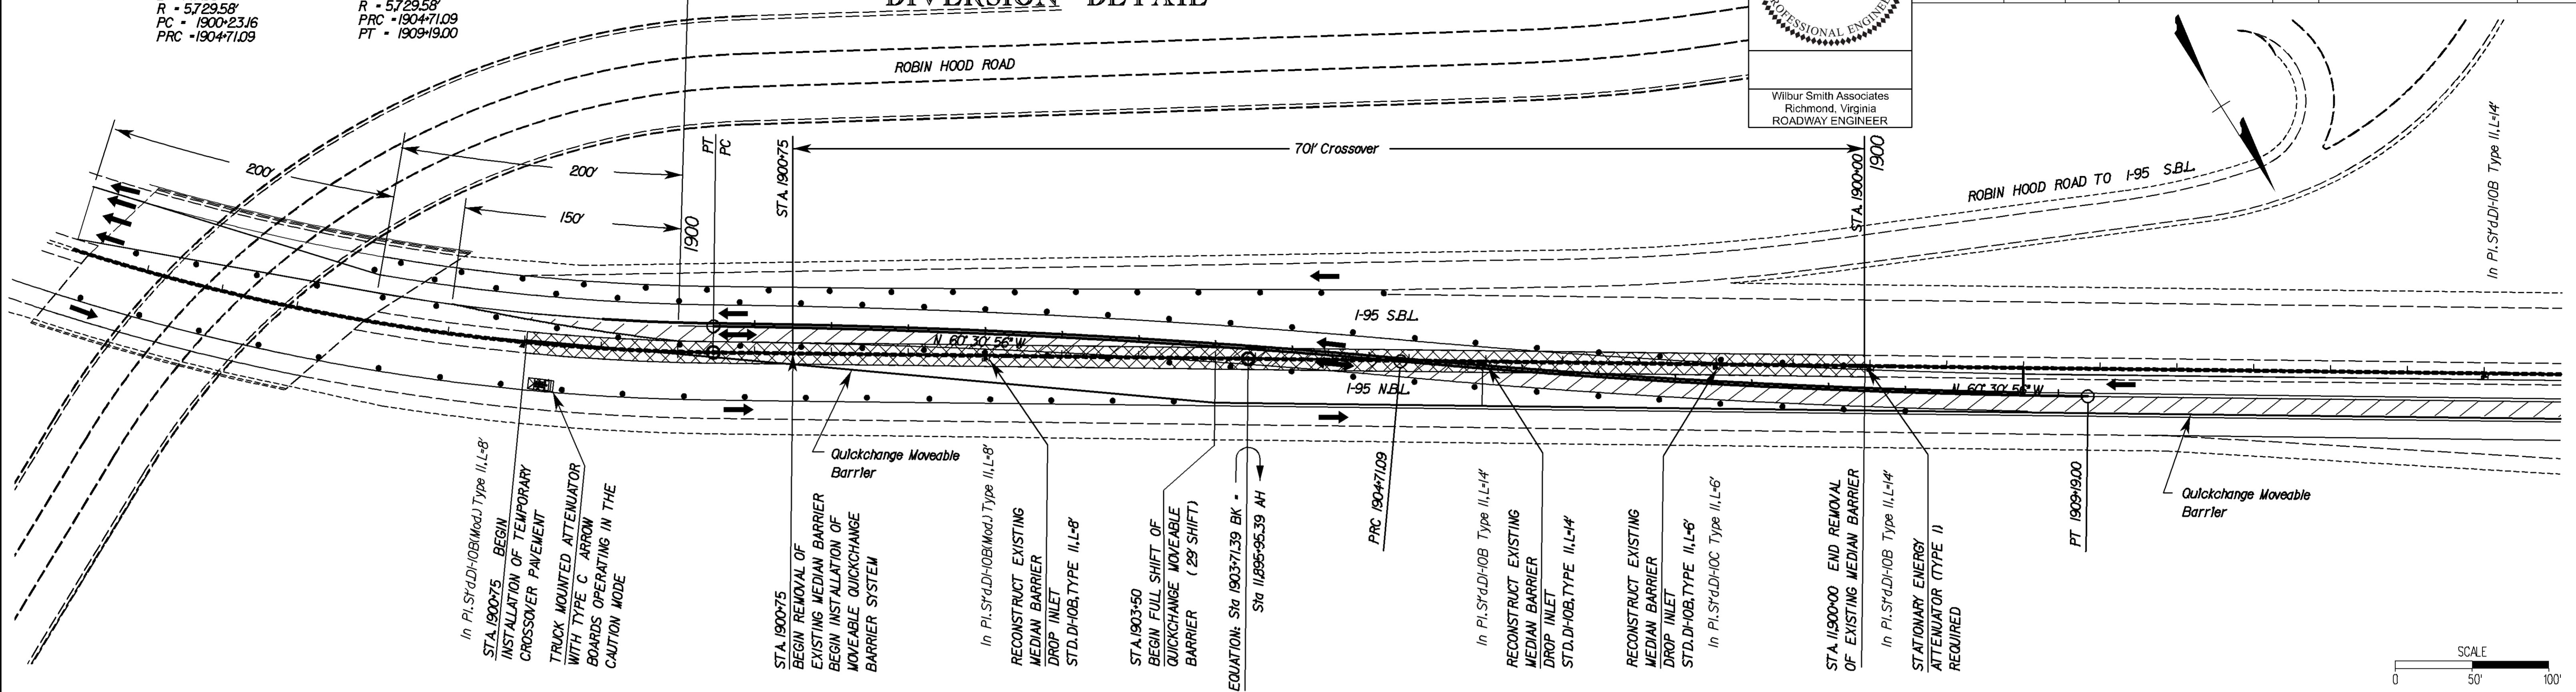 R = 5,729.58'
PC = 1900+23.16
PRC =1904+71.09
R = 5,729.58'
PRC =1904+71.09
PT = 1909+19.00
DIVERSION DETAIL
PROFESSIONAL ENGINE
Wilbur Smith Associates
Richmond, Virginia
ROADWAY ENGINEER
ROBIN HOOD ROAD
200'
200'
150'
1900
PT
PC
STA. 1900+75
701' Crossover
STA. 1900+00
1900
ROBIN HOOD ROAD TO I-95 S.B.L.
In Pl. St'd.DI-10B Type II, L=14'
I-95 S.B.L.
N 60° 30' 56" W
I-95 N.B.L.
N 60° 30' 56" W
Quickchange Moveable
Barrier
Quickchange Moveable
Barrier
In Pl. St'd.DI-10B(Mod.) Type II, L=8'
STA. 1900+75 BEGIN
INSTALLATION OF TEMPORARY
CROSSOVER PAVEMENT
TRUCK MOUNTED ATTENUATOR
WITH TYPE C ARROW
BOARDS OPERATING IN THE
CAUTION MODE
STA. 1900+75
BEGIN REMOVAL OF
EXISTING MEDIAN BARRIER
BEGIN INSTALLATION OF
MOVEABLE QUICKCHANGE
BARRIER SYSTEM
In Pl. St'd.DI-10B(Mod.) Type II, L=8'
RECONSTRUCT EXISTING
MEDIAN BARRIER
DROP INLET
STD. DI-10B, TYPE II, L=8'
STA. 1903+50
BEGIN FULL SHIFT OF
QUICKCHANGE MOVEABLE
BARRIER ( 29' SHIFT)
EQUATION: Sta 1903+71.39 BK =
Sta 11,895+95.39 AH
PRC 1904+71.09
In Pl. St'd.DI-10B Type II, L=14'
RECONSTRUCT EXISTING
MEDIAN BARRIER
DROP INLET
STD. DI-10B, TYPE II, L=14'
RECONSTRUCT EXISTING
MEDIAN BARRIER
DROP INLET
STD. DI-10B, TYPE II, L=6'
In Pl. St'd.DI-10C Type II, L=6'
STA. 11,900+00 END REMOVAL
OF EXISTING MEDIAN BARRIER
In Pl. St'd.DI-10B Type II, L=14'
STATIONARY ENERGY
ATTENUATOR (TYPE 1)
REQUIRED
PT 1909+19.00
SCALE
0 50' 100'